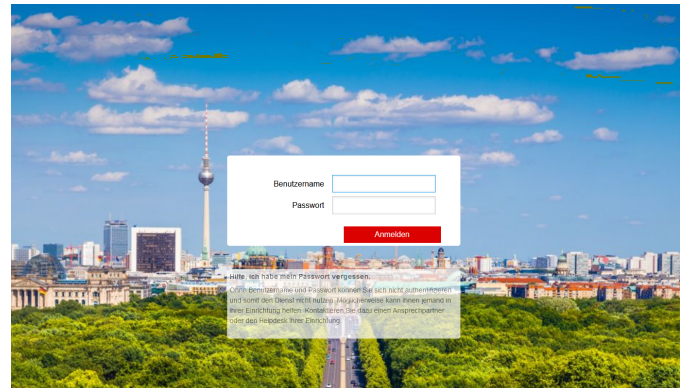 Benutzername
Passwort
Anmelden
Hilfe, ich habe mein Passwort vergessen.
Ohne Benutzername und Passwort können Sie sich nicht authentifizieren
und somit den Dienst nicht nutzen. Möglicherweise kann Ihnen jemand in
Ihrer Einrichtung helfen. Kontaktieren Sie dazu einen Ansprechpartner
oder den Helpdesk Ihrer Einrichtung.